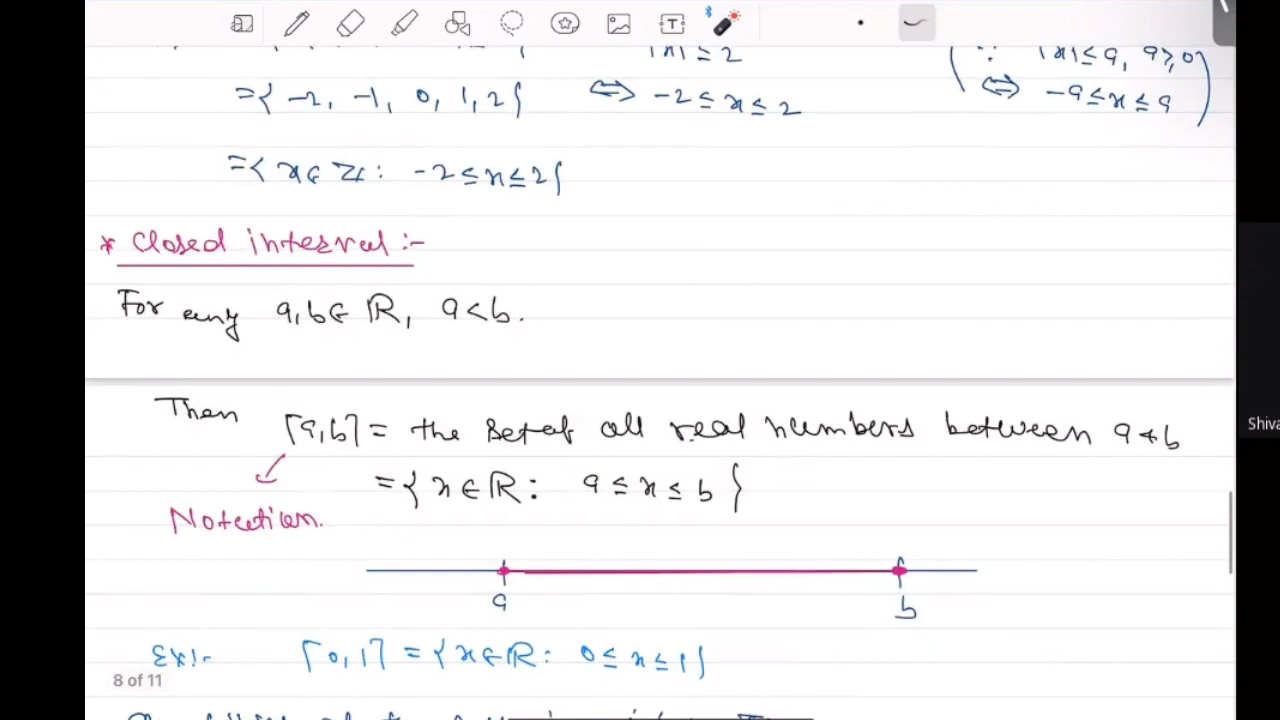 |x| ≤ 2 ( ∵ |x| ≤ a, a ≥ 0
= { -2, -1, 0, 1, 2 } ⇔ -2 ≤ x ≤ 2 ⇔ -a ≤ x ≤ a )
= { x ∈ ℤ : -2 ≤ x ≤ 2 }
* Closed interval :-
For any a, b ∈ ℝ, a < b.
Then [a, b] = the set of all real numbers between a & b
= { x ∈ ℝ : a ≤ x ≤ b }
Notation.
a b
Ex:- [0, 1] = { x ∈ ℝ : 0 ≤ x ≤ 1 }
8 of 11
Shiva